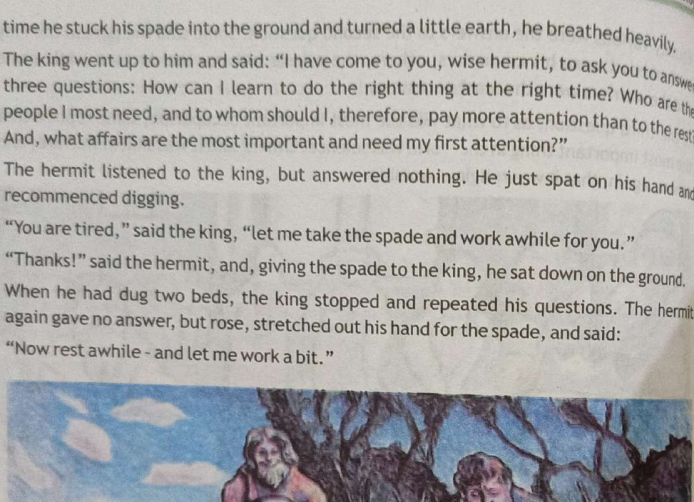 time he stuck his spade into the ground and turned a little earth, he breathed heavily.
The king went up to him and said: “I have come to you, wise hermit, to ask you to answe
three questions: How can I learn to do the right thing at the right time? Who are the
people I most need, and to whom should I, therefore, pay more attention than to the rest?
And, what affairs are the most important and need my first attention?”
The hermit listened to the king, but answered nothing. He just spat on his hand and
recommenced digging.
“You are tired,” said the king, “let me take the spade and work awhile for you.”
“Thanks!” said the hermit, and, giving the spade to the king, he sat down on the ground.
When he had dug two beds, the king stopped and repeated his questions. The hermit
again gave no answer, but rose, stretched out his hand for the spade, and said:
“Now rest awhile - and let me work a bit.”